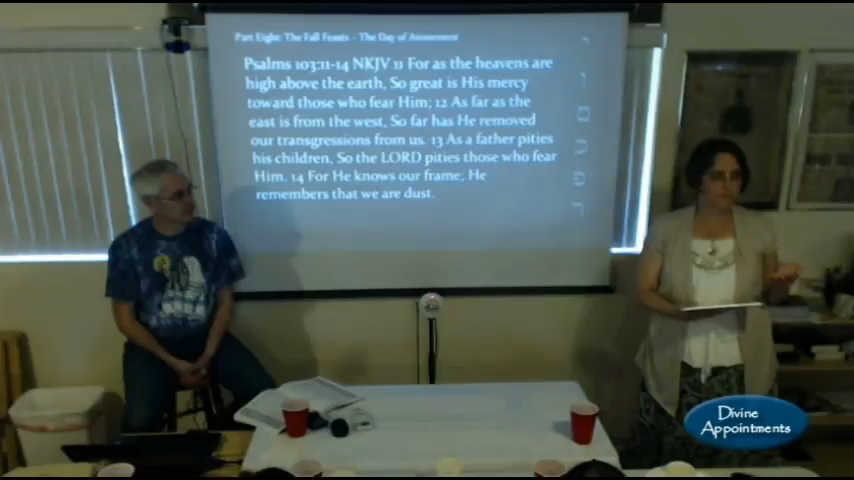 Part Eight: The Fall Feasts – The Day of Atonement
Psalms 103:11-14 NKJV 11 For as the heavens are
high above the earth, So great is His mercy
toward those who fear Him; 12 As far as the
east is from the west, So far has He removed
our transgressions from us. 13 As a father pities
his children, So the LORD pities those who fear
Him. 14 For He knows our frame; He
remembers that we are dust.
Divine
Appointments